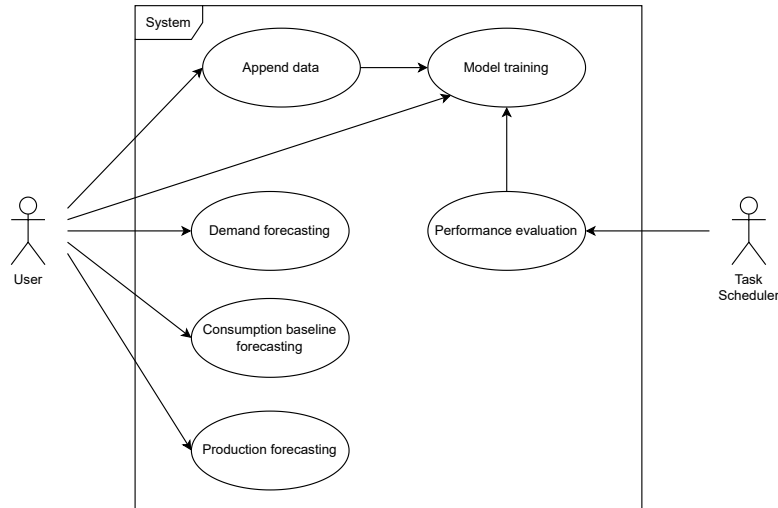 System
Append data
Model training
Demand forecasting
Performance evaluation
User
Task
Scheduler
Consumption baseline
forecasting
Production forecasting